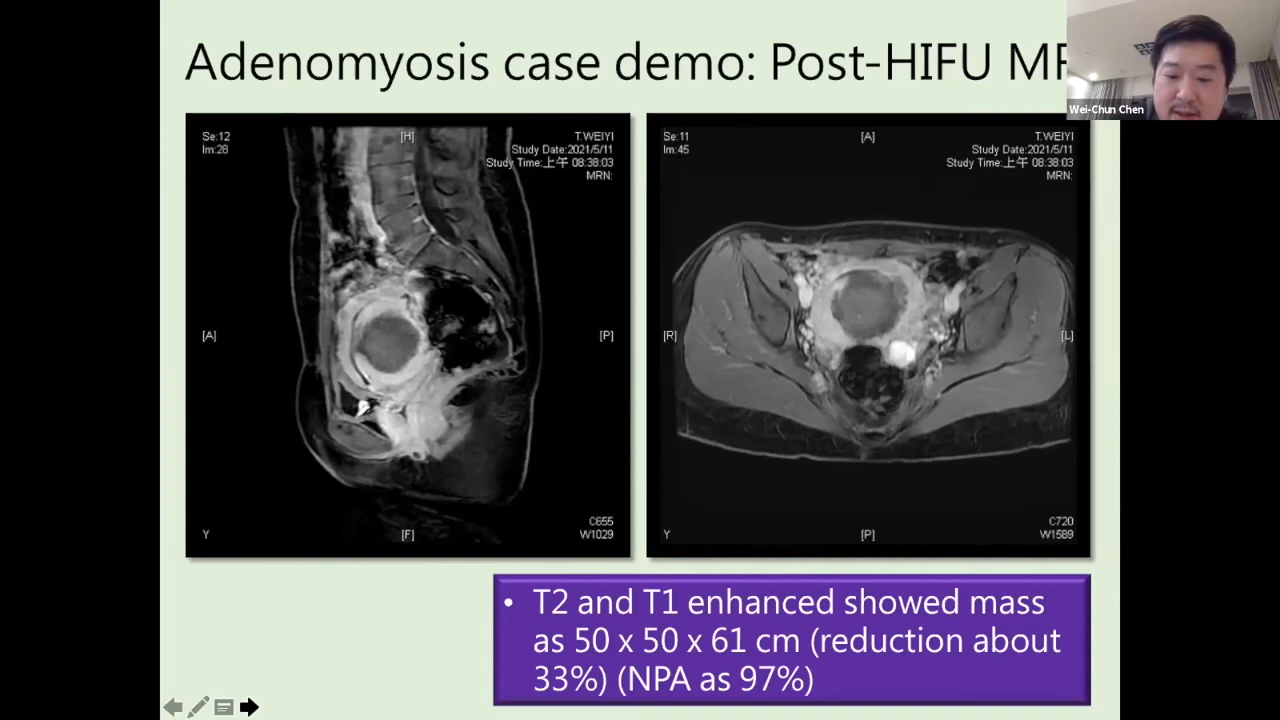 Adenomyosis case demo: Post-HIFU MR
Wei-Chun Chen
Se:12
Im:28
[H]
T.WEIYI
Study Date:2021/5/11
Study Time:上午 08:38:03
MRN:
[A]
[P]
C655
W1029
Y
[F]
Se:11
Im:45
[A]
T.WEIYI
Study Date:2021/5/11
Study Time:上午 08:38:03
MRN:
[R]
[L]
C720
W1589
Y
[P]
• T2 and T1 enhanced showed mass
as 50 x 50 x 61 cm (reduction about
33%) (NPA as 97%)